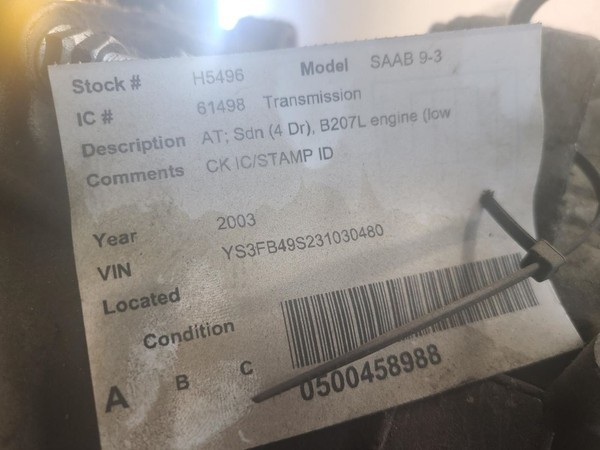 Stock # H5496 Model SAAB 9-3
IC # 61498 Transmission
Description AT; Sdn (4 Dr), B207L engine (low
Comments CK IC/STAMP ID
Year 2003
VIN YS3FB49S231030480
Located
Condition
A B C
0500458988